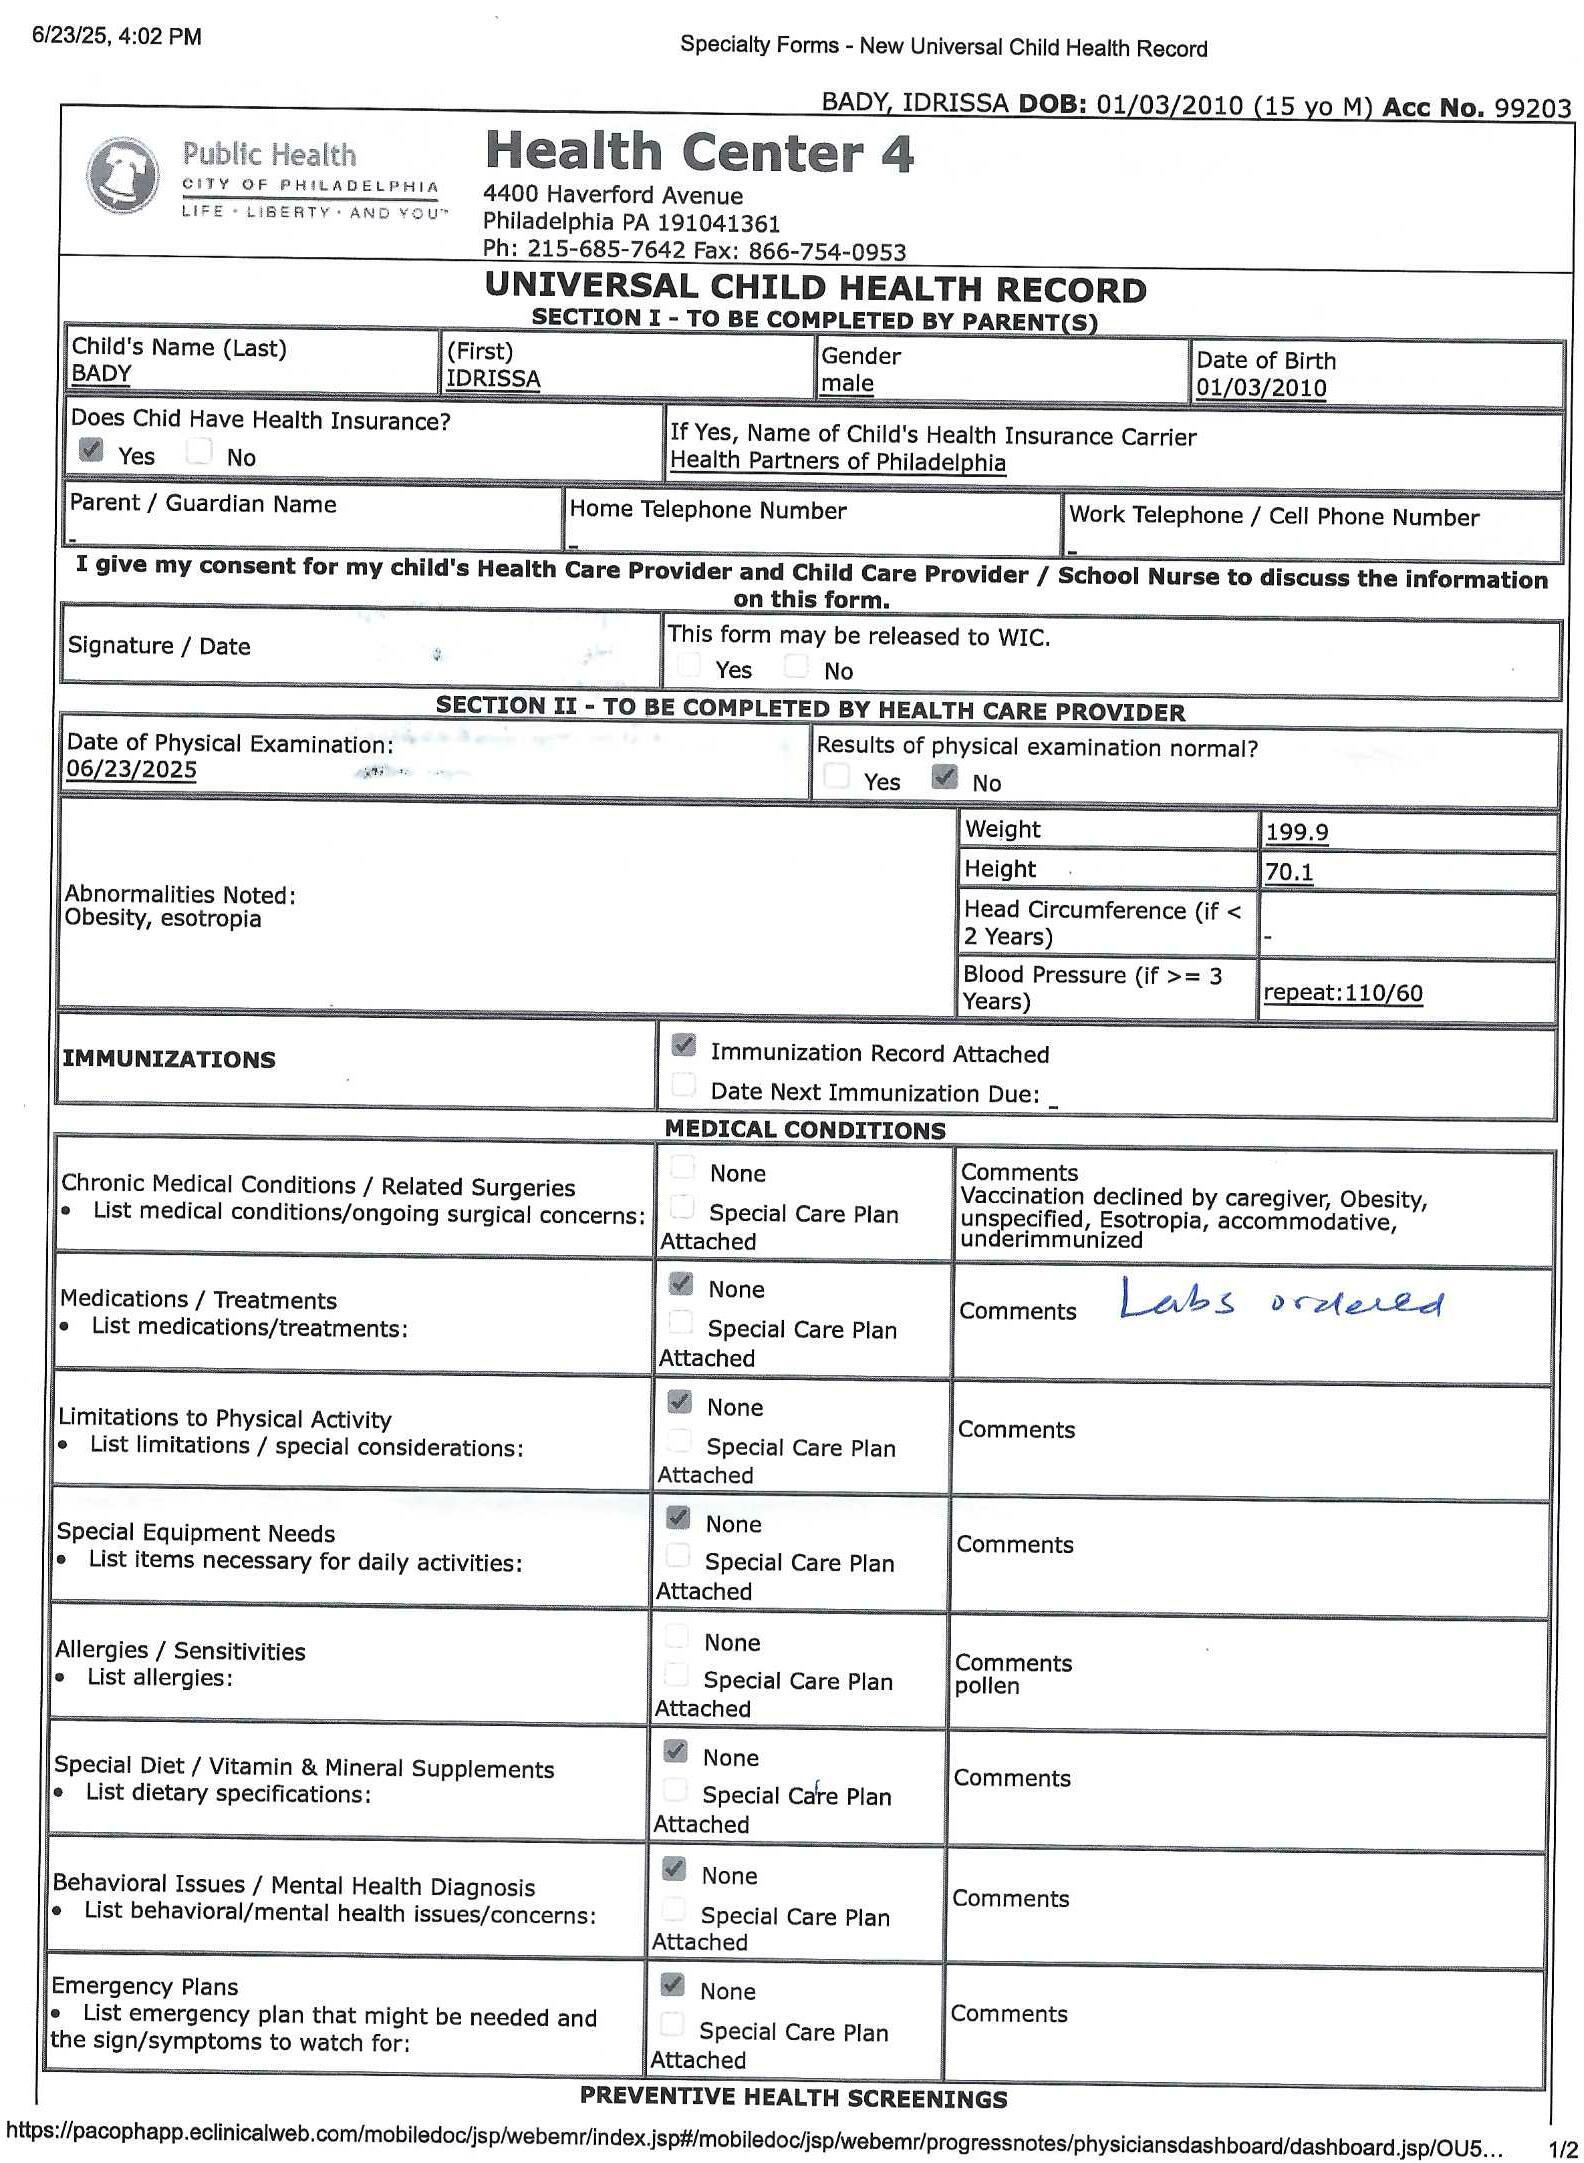 6/23/25, 4:02 PM
Specialty Forms - New Universal Child Health Record
BADY, IDRISSA DOB: 01/03/2010 (15 yo M) Acc No. 99203
Public Health
CITY OF PHILADELPHIA
LIFE · LIBERTY · AND YOU™
Health Center 4
4400 Haverford Avenue
Philadelphia PA 191041361
Ph: 215-685-7642 Fax: 866-754-0953
UNIVERSAL CHILD HEALTH RECORD
SECTION I - TO BE COMPLETED BY PARENT(S)
Child's Name (Last)
BADY
(First)
IDRISSA
Gender
male
Date of Birth
01/03/2010
Does Chid Have Health Insurance?
Yes No
If Yes, Name of Child's Health Insurance Carrier
Health Partners of Philadelphia
Parent / Guardian Name
-
Home Telephone Number
-
Work Telephone / Cell Phone Number
-
I give my consent for my child's Health Care Provider and Child Care Provider / School Nurse to discuss the information
on this form.
Signature / Date
This form may be released to WIC.
Yes No
SECTION II - TO BE COMPLETED BY HEALTH CARE PROVIDER
Date of Physical Examination:
06/23/2025
Results of physical examination normal?
Yes No
Abnormalities Noted:
Obesity, esotropia
Weight 199.9
Height 70.1
Head Circumference (if <
2 Years) -
Blood Pressure (if >= 3
Years) repeat:110/60
IMMUNIZATIONS
Immunization Record Attached
Date Next Immunization Due: -
MEDICAL CONDITIONS
Chronic Medical Conditions / Related Surgeries
• List medical conditions/ongoing surgical concerns:
None
Special Care Plan
Attached
Comments
Vaccination declined by caregiver, Obesity,
unspecified, Esotropia, accommodative,
underimmunized
Medications / Treatments
• List medications/treatments:
None
Special Care Plan
Attached
Comments Labs ordered
Limitations to Physical Activity
• List limitations / special considerations:
None
Special Care Plan
Attached
Comments
Special Equipment Needs
• List items necessary for daily activities:
None
Special Care Plan
Attached
Comments
Allergies / Sensitivities
• List allergies:
None
Special Care Plan
Attached
Comments
pollen
Special Diet / Vitamin & Mineral Supplements
• List dietary specifications:
None
Special Care Plan
Attached
Comments
Behavioral Issues / Mental Health Diagnosis
• List behavioral/mental health issues/concerns:
None
Special Care Plan
Attached
Comments
Emergency Plans
• List emergency plan that might be needed and
the sign/symptoms to watch for:
None
Special Care Plan
Attached
Comments
PREVENTIVE HEALTH SCREENINGS
https://pacophapp.eclinicalweb.com/mobiledoc/jsp/webemr/index.jsp#/mobiledoc/jsp/webemr/progressnotes/physiciansdashboard/dashboard.jsp/OU5... 1/2